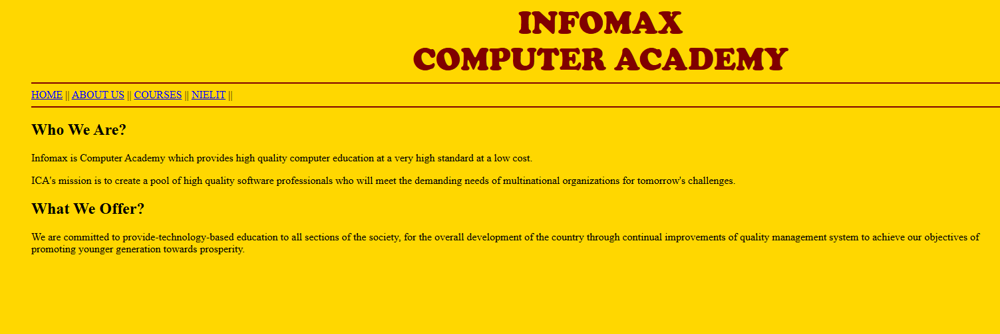 INFOMAX
COMPUTER ACADEMY
HOME || ABOUT US || COURSES || NIELIT ||
Who We Are?
Infomax is Computer Academy which provides high quality computer education at a very high standard at a low cost.
ICA's mission is to create a pool of high quality software professionals who will meet the demanding needs of multinational organizations for tomorrow's challenges.
What We Offer?
We are committed to provide-technology-based education to all sections of the society, for the overall development of the country through continual improvements of quality management system to achieve our objectives of
promoting younger generation towards prosperity.